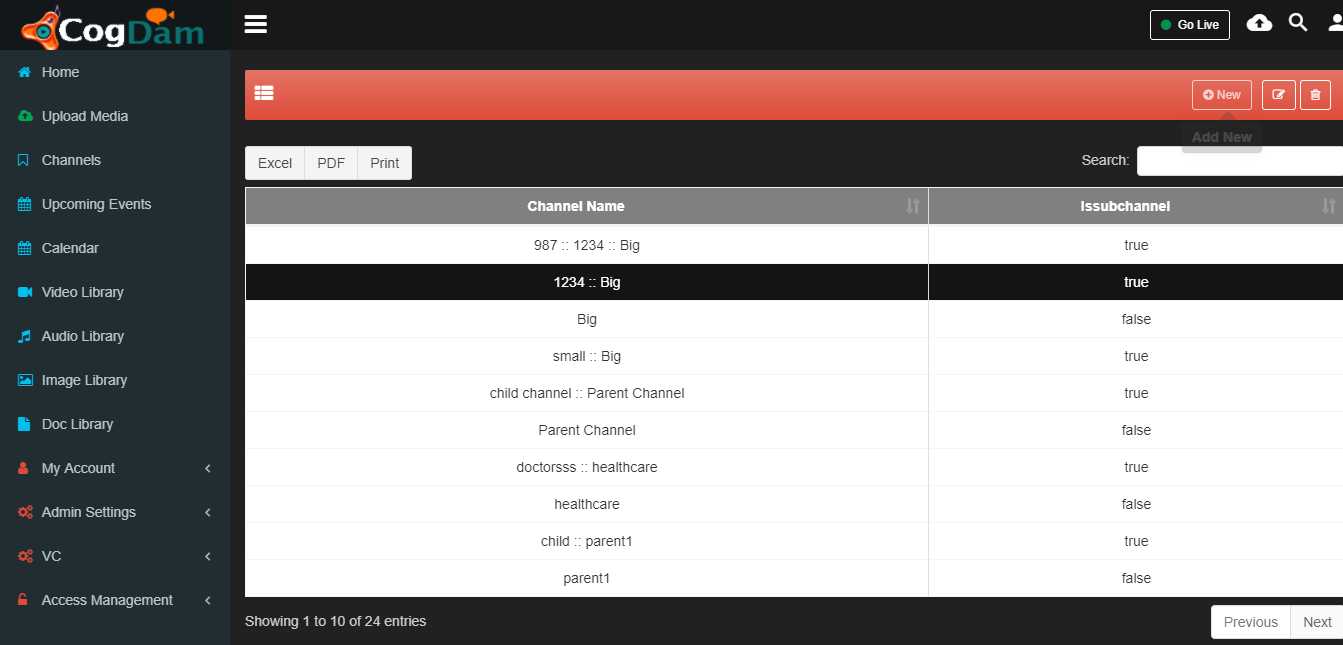 CogDam
Go Live
Home
Upload Media
Channels
Upcoming Events
Calendar
Video Library
Audio Library
Image Library
Doc Library
My Account
Admin Settings
VC
Access Management
New
Add New
Excel PDF Print
Search:
Channel Name Issubchannel
987 :: 1234 :: Big true
1234 :: Big true
Big false
small :: Big true
child channel :: Parent Channel true
Parent Channel false
doctorsss :: healthcare true
healthcare false
child :: parent1 true
parent1 false
Showing 1 to 10 of 24 entries
Previous Next